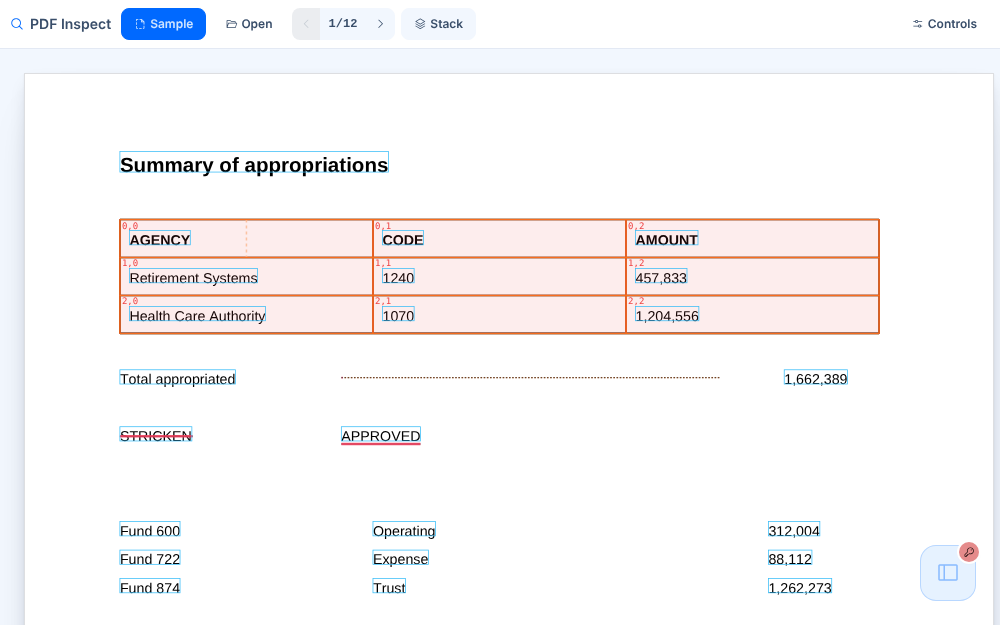 PDF Inspect Sample Open 1/12 Stack Controls
Summary of appropriations
0,0 0,1 0,2
AGENCY CODE AMOUNT
1,0 1,1 1,2
Retirement Systems 1240 457,833
2,0 2,1 2,2
Health Care Authority 1070 1,204,556
Total appropriated 1,662,389
STRICKEN APPROVED
Fund 600 Operating 312,004
Fund 722 Expense 88,112
Fund 874 Trust 1,262,273